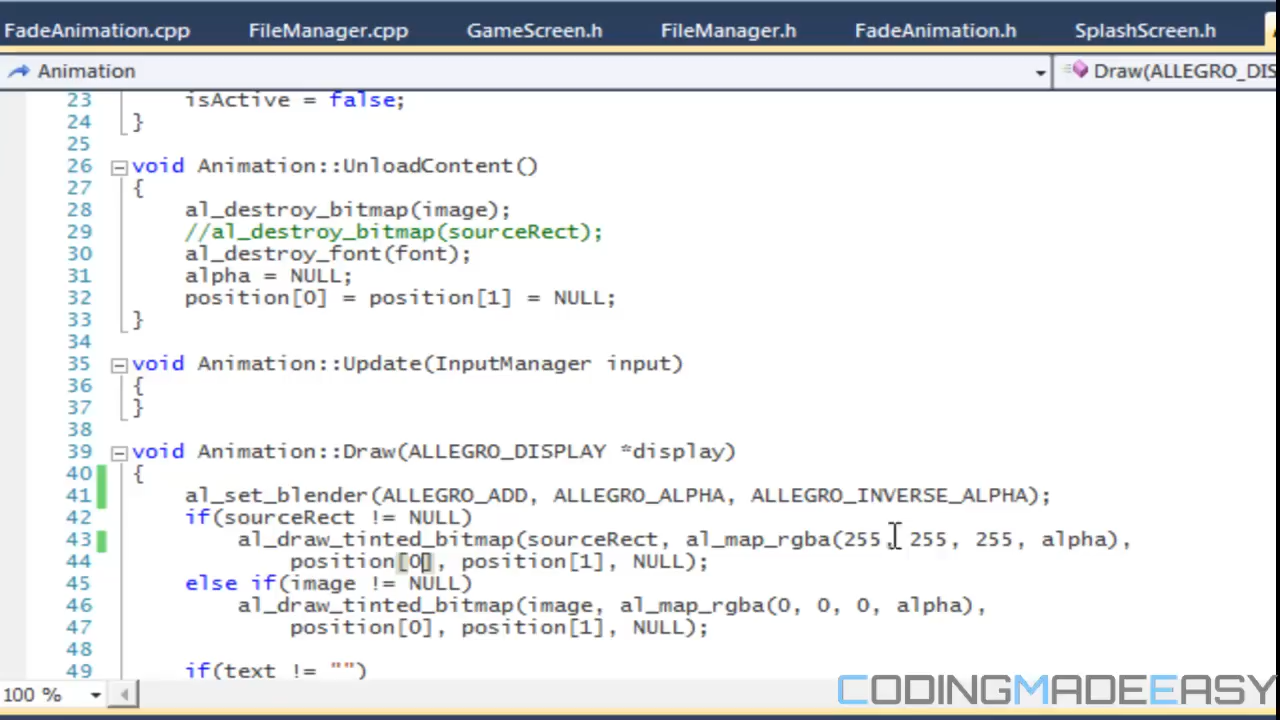 FadeAnimation.cpp FileManager.cpp GameScreen.h FileManager.h FadeAnimation.h SplashScreen.h
Animation Draw(ALLEGRO_DIS
23 isActive = false;
24 }
25
26 void Animation::UnloadContent()
27 {
28 al_destroy_bitmap(image);
29 //al_destroy_bitmap(sourceRect);
30 al_destroy_font(font);
31 alpha = NULL;
32 position[0] = position[1] = NULL;
33 }
34
35 void Animation::Update(InputManager input)
36 {
37 }
38
39 void Animation::Draw(ALLEGRO_DISPLAY *display)
40 {
41 al_set_blender(ALLEGRO_ADD, ALLEGRO_ALPHA, ALLEGRO_INVERSE_ALPHA);
42 if(sourceRect != NULL)
43 al_draw_tinted_bitmap(sourceRect, al_map_rgba(255, 255, 255, alpha),
44 position[0], position[1], NULL);
45 else if(image != NULL)
46 al_draw_tinted_bitmap(image, al_map_rgba(0, 0, 0, alpha),
47 position[0], position[1], NULL);
48
49 if(text != "")
100 %
CODINGMADEEASY